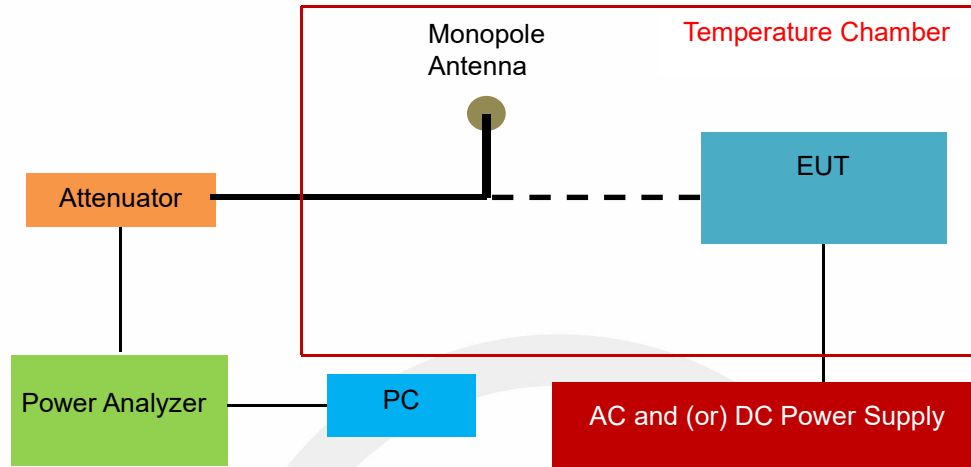 Monopole
Antenna
Temperature Chamber
EUT
Attenuator
Power Analyzer
PC
AC and (or) DC Power Supply